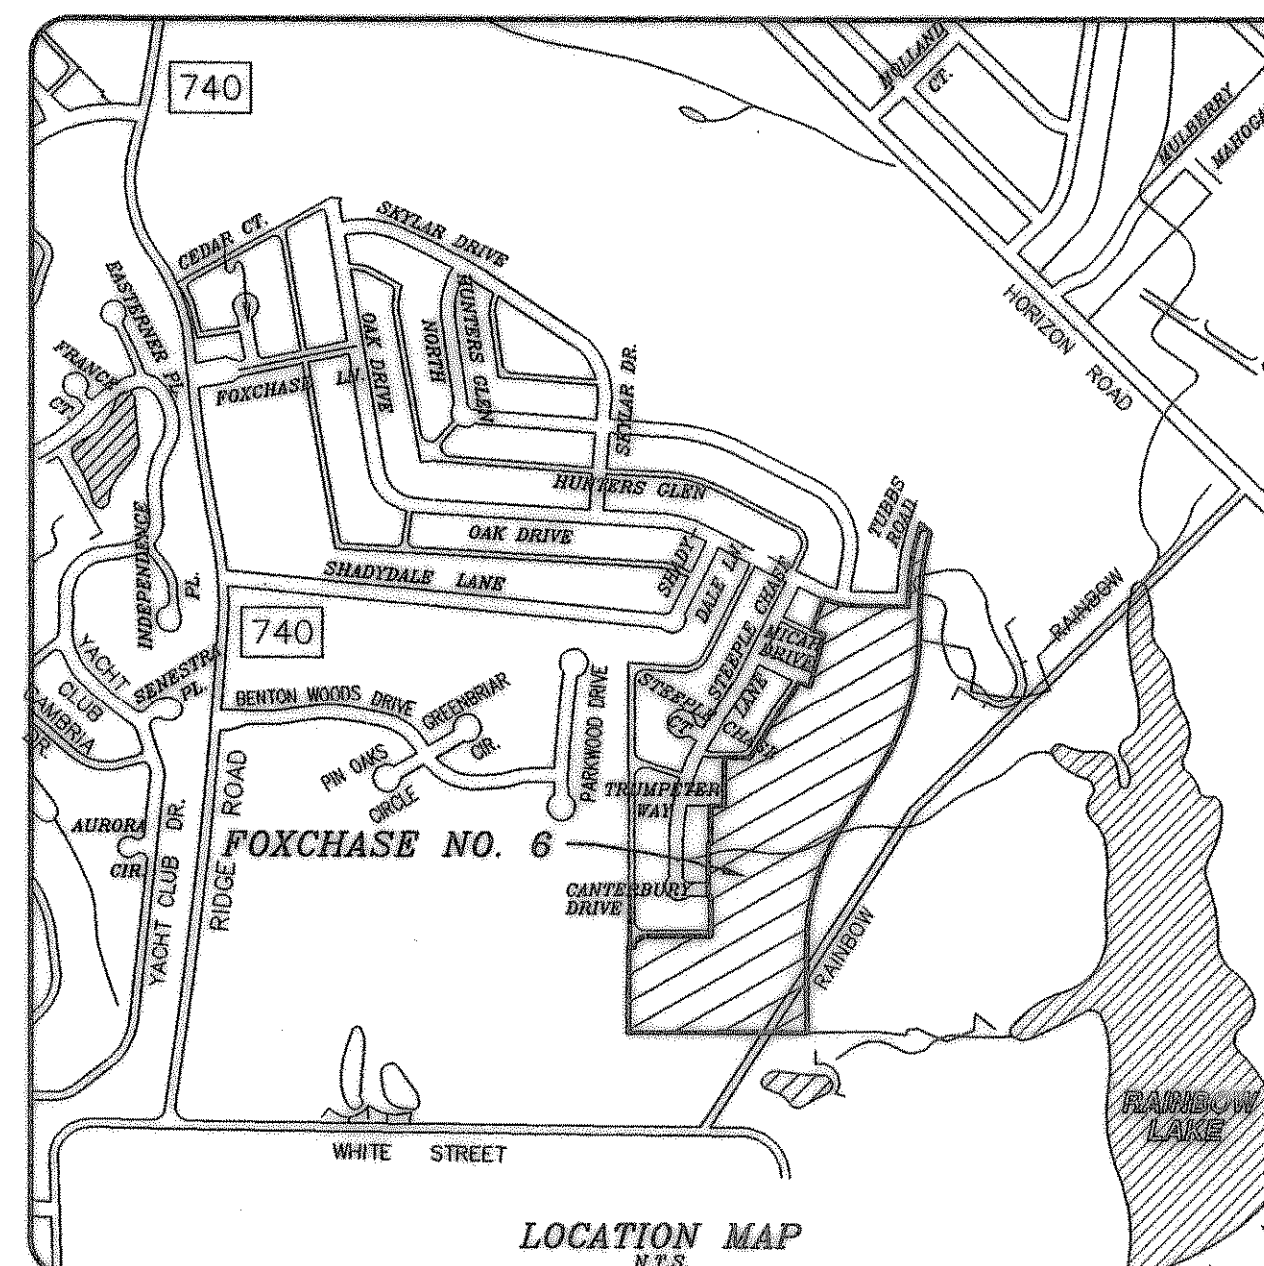 740
HOLLAND
CT.
MULBERRY
SKYLAR DRIVE
CEDAR CT.
EASTERNER PL.
HUNTERS GLEN
NORTH
OAK DRIVE
HORIZON ROAD
FRANCE
CT.
FOXCHASE LN.
SKYLAR DR.
HUNTERS GLEN
TUBBS
ROAD
OAK DRIVE
INDEPENDENCE
PL.
SHADYDALE LANE
SHADY
DALE LN.
STEEPLE CHASE
RAINBOW
740
MICAH
DRIVE
YACHT
CLUB
SENESTRA
PL.
CAMBRIA
DR.
BENTON WOODS DRIVE
GREENBRIAR
CIR.
PARKWOOD DRIVE
STEEPLE
CT.
LANE
CHASE
PIN OAKS
CIRCLE
RIDGE ROAD
TRUMPETER
WAY
AURORA
CIR.
YACHT CLUB DR.
FOXCHASE NO. 6
CANTERBURY
DRIVE
RAINBOW
RAINBOW
LAKE
WHITE STREET
LOCATION MAP
N.T.S.